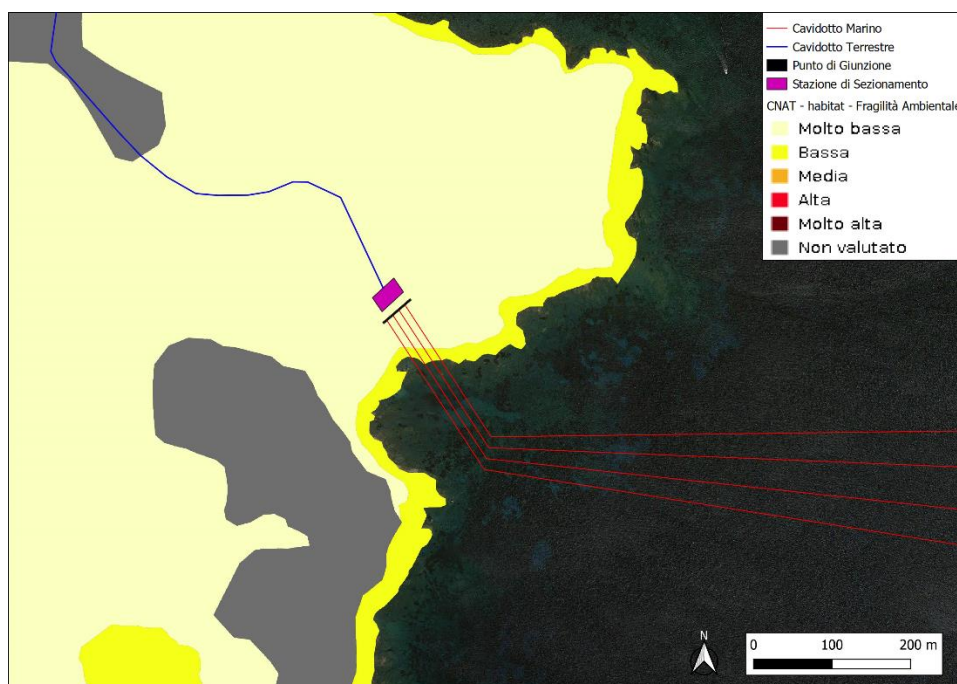 Cavidotto Marino
Cavidotto Terrestre
Punto di Giunzione
Stazione di Sezionamento
CNAT - habitat - Fragilità Ambientale
Molto bassa
Bassa
Media
Alta
Molto alta
Non valutato
N
0 100 200 m